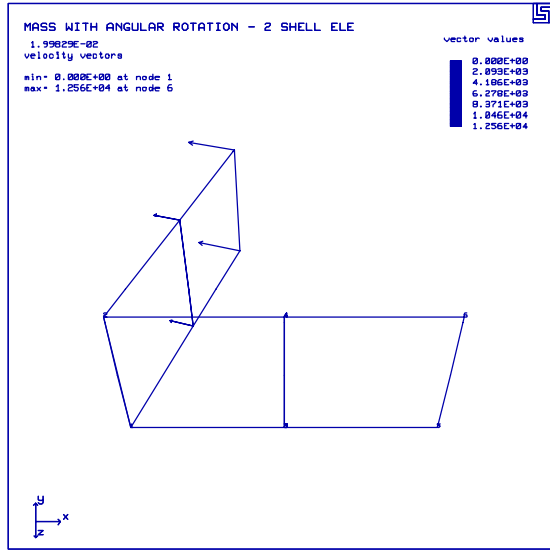 MASS WITH ANGULAR ROTATION - 2 SHELL ELE
1.99829E-02
velocity vectors
min= 0.000E+00 at node 1
max= 1.256E+04 at node 6
vector values
0.000E+00
2.093E+03
4.186E+03
6.278E+03
8.371E+03
1.046E+04
1.256E+04
4
y
x
z